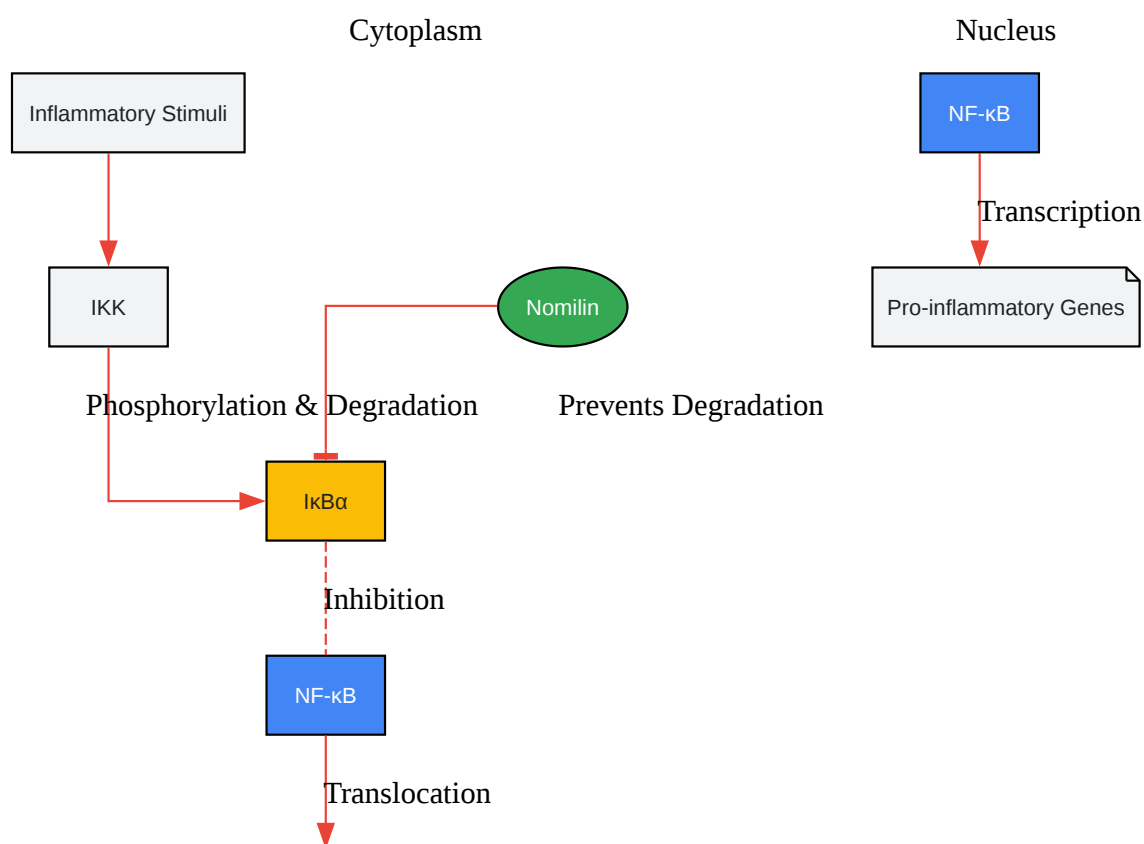 Cytoplasm
Nucleus
Inflammatory Stimuli
NF-κB
Transcription
IKK
Nomilin
Pro-inflammatory Genes
Phosphorylation & Degradation
Prevents Degradation
IκBα
Inhibition
NF-κB
Translocation